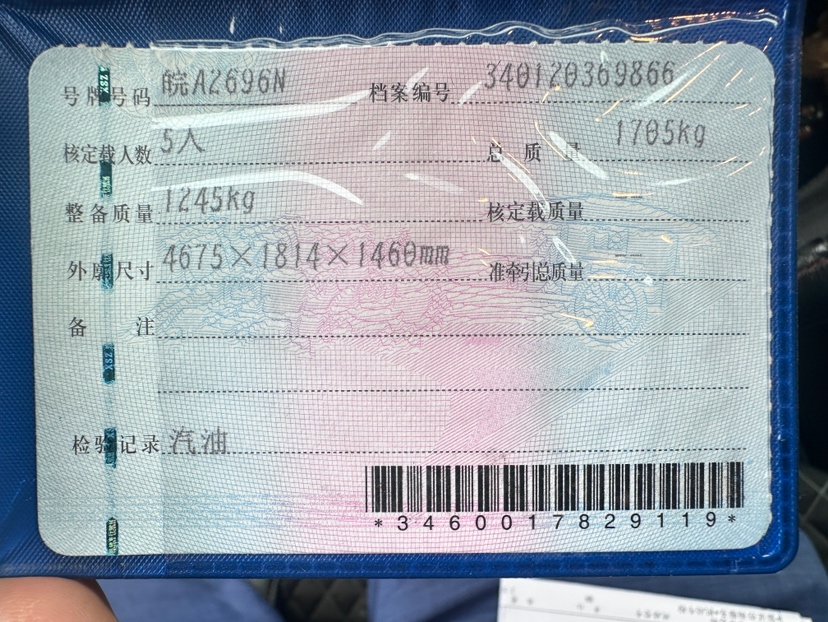 号牌号码 皖A2696N 档案编号 340120369866
核定载人数 5人 总质量 1705kg
整备质量 1245kg 核定载质量 --
外廓尺寸 4675×1814×1460mm 准牵引总质量 --
备注
检验记录 汽油
*3460017829119*